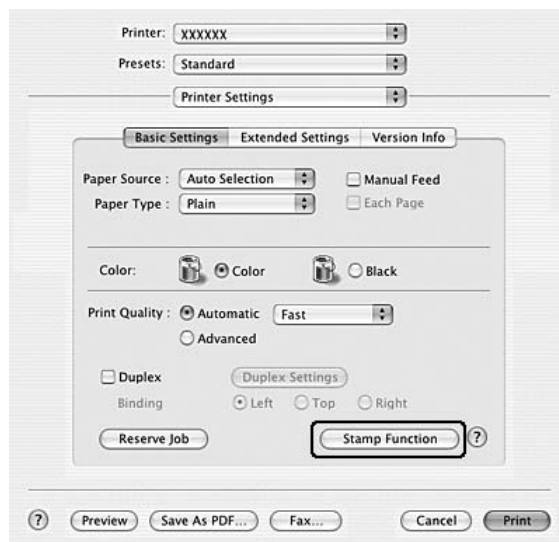 Printer: XXXXXX
Presets: Standard
Printer Settings
Basic Settings Extended Settings Version Info
Paper Source : Auto Selection Manual Feed
Paper Type : Plain Each Page
Color: Color Black
Print Quality : Automatic Fast
Advanced
Duplex Duplex Settings
Binding Left Top Right
Reserve Job Stamp Function ?
? Preview Save As PDF... Fax... Cancel Print